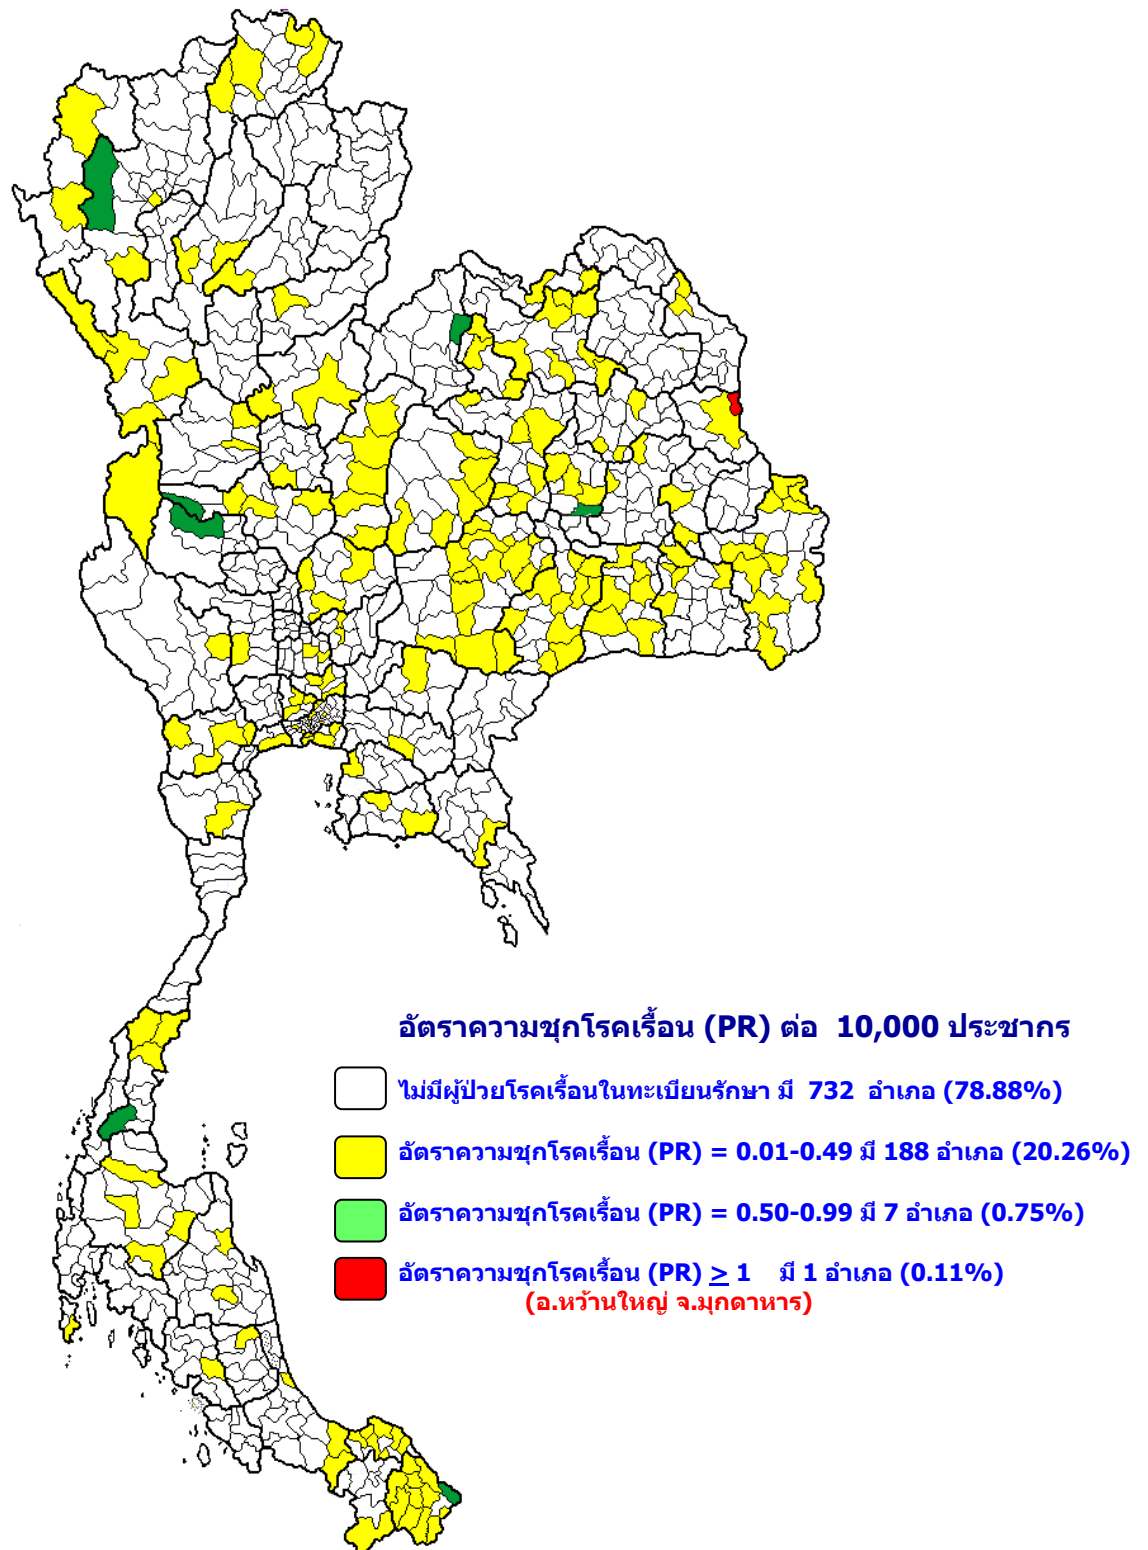 อัตราความชุกโรคเรื้อน (PR) ต่อ 10,000 ประชากร
ไม่มีผู้ป่วยโรคเรื้อนในทะเบียนรักษา มี 732 อำเภอ (78.88%)
อัตราความชุกโรคเรื้อน (PR) = 0.01-0.49 มี 188 อำเภอ (20.26%)
อัตราความชุกโรคเรื้อน (PR) = 0.50-0.99 มี 7 อำเภอ (0.75%)
อัตราความชุกโรคเรื้อน (PR) ≥ 1 มี 1 อำเภอ (0.11%)
(อ.หว้านใหญ่ จ.มุกดาหาร)